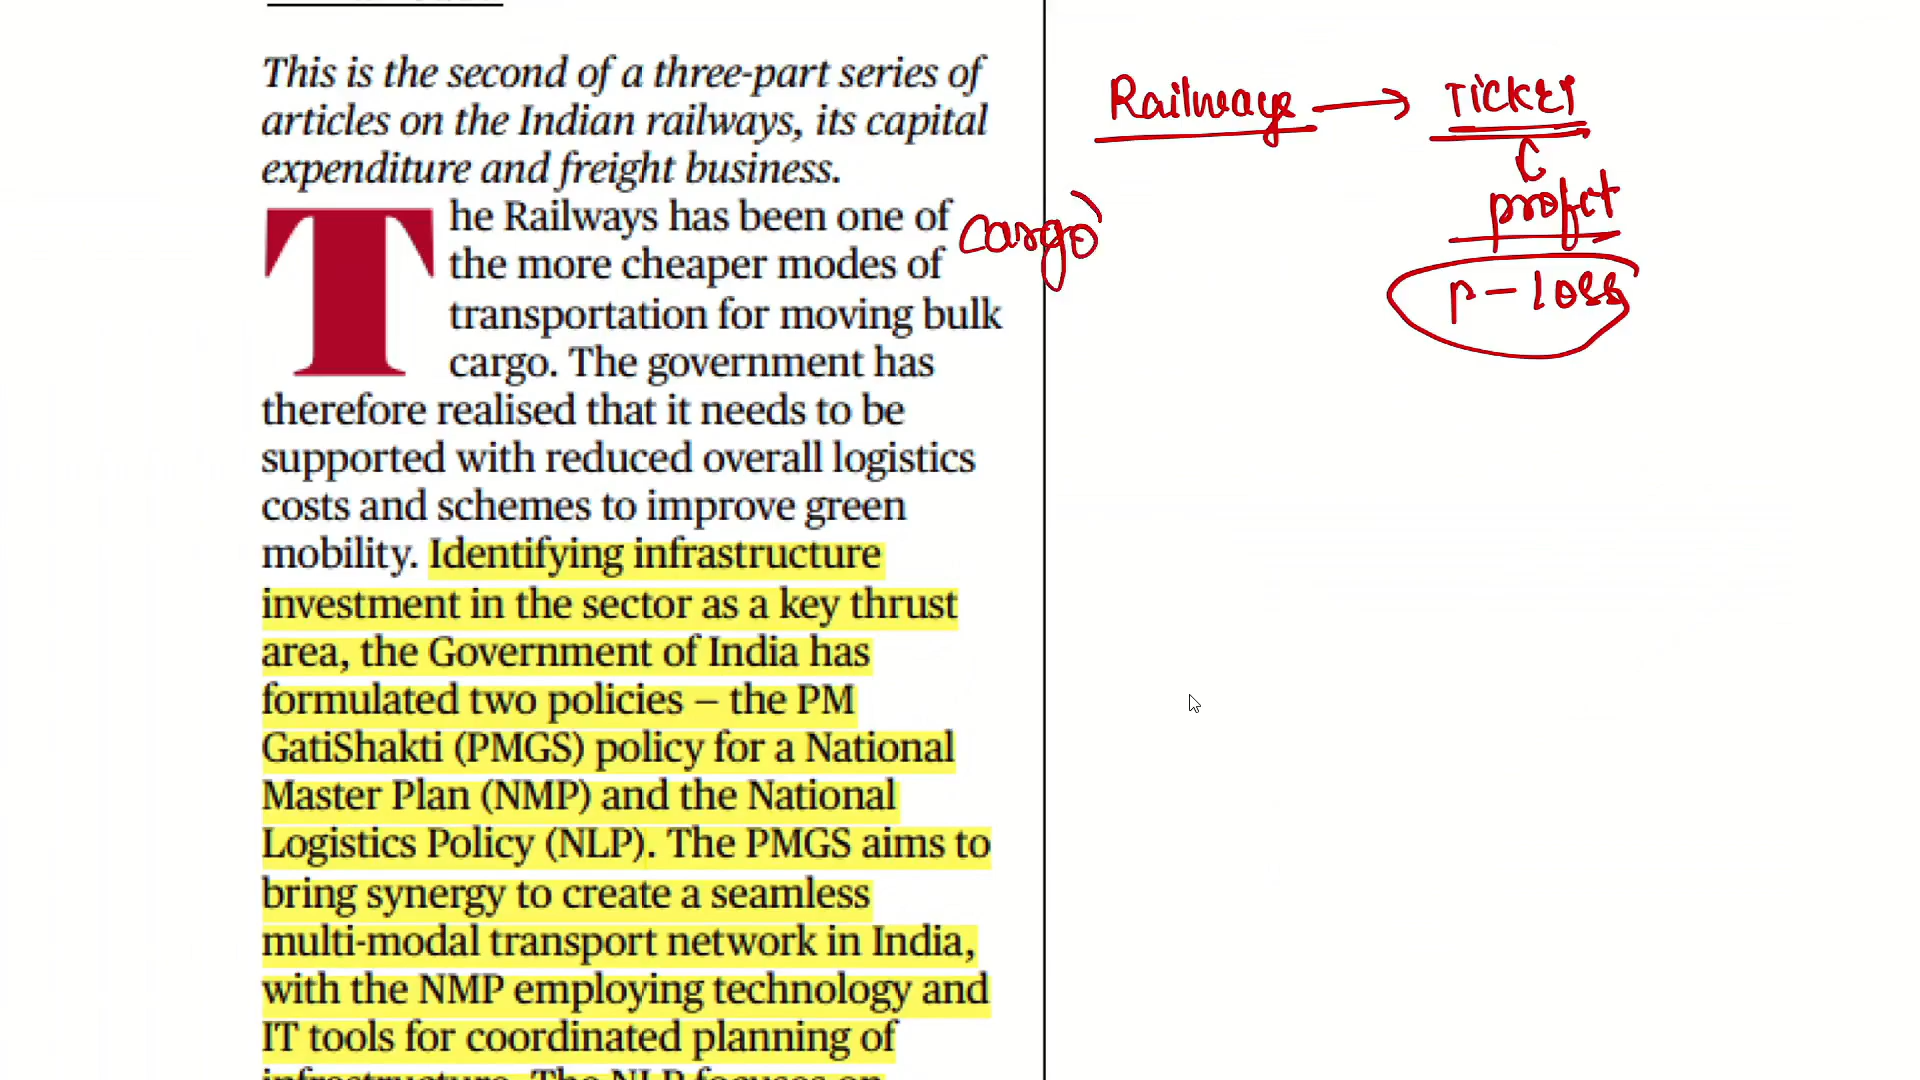 This is the second of a three-part series of
articles on the Indian railways, its capital
expenditure and freight business.
The Railways has been one of
the more cheaper modes of
transportation for moving bulk
cargo. The government has
therefore realised that it needs to be
supported with reduced overall logistics
costs and schemes to improve green
mobility. Identifying infrastructure
investment in the sector as a key thrust
area, the Government of India has
formulated two policies – the PM
GatiShakti (PMGS) policy for a National
Master Plan (NMP) and the National
Logistics Policy (NLP). The PMGS aims to
bring synergy to create a seamless
multi-modal transport network in India,
with the NMP employing technology and
IT tools for coordinated planning of
infrastructure. The NLP focuses on
Railways → Ticket
C
profit
P - loss
cargo